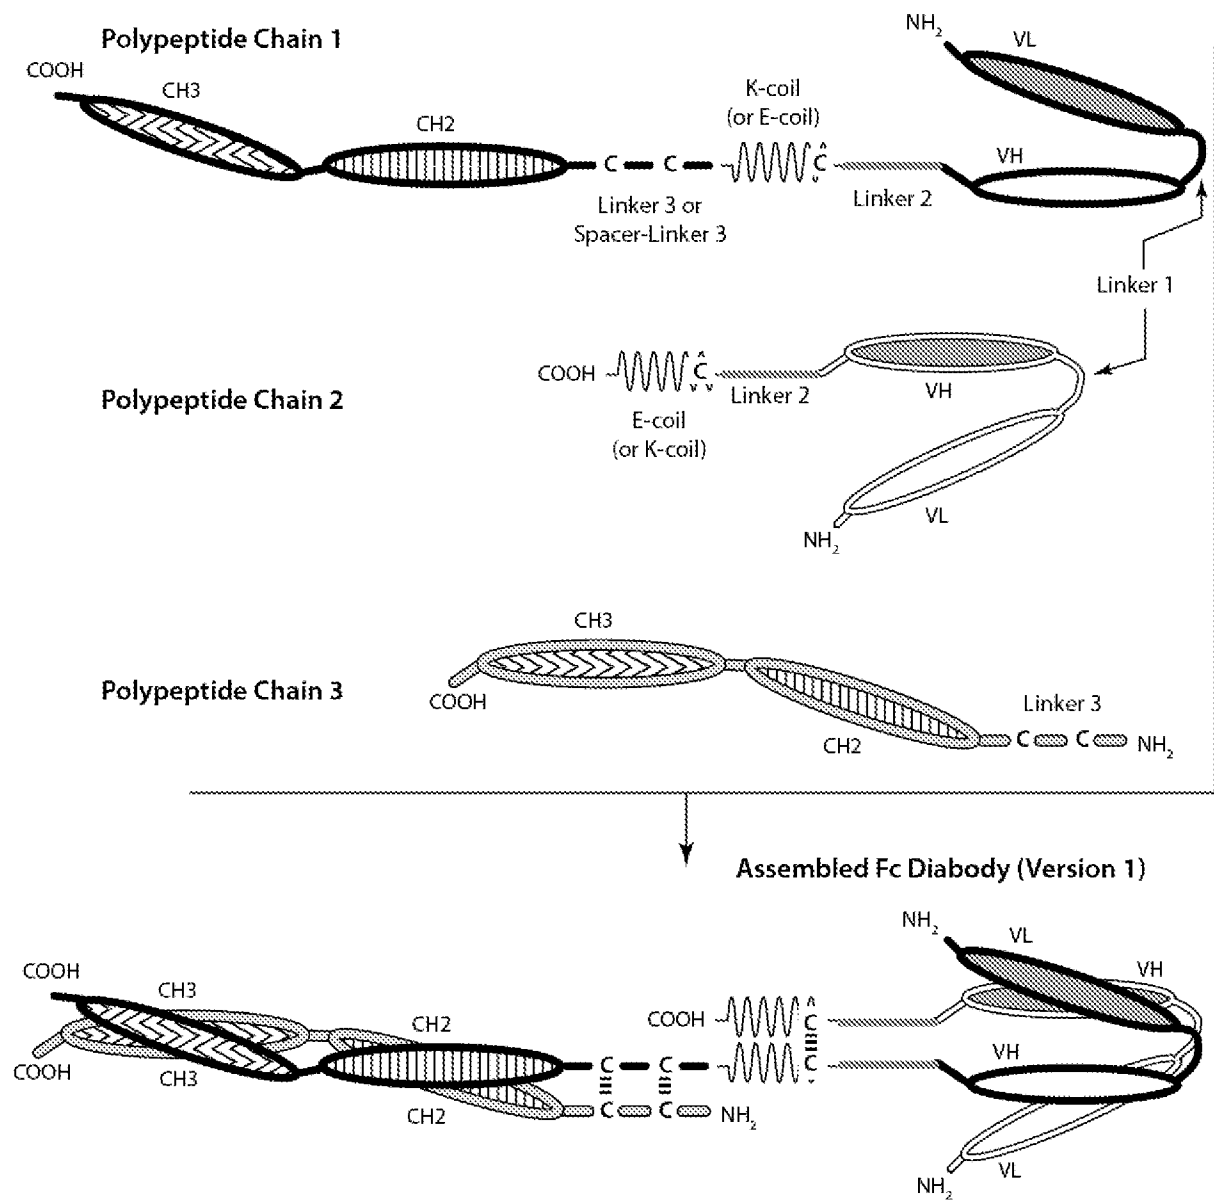 Polypeptide Chain 1
NH₂
VL
COOH
CH3
K-coil
(or E-coil)
CH2
C C
C
VH
Linker 3 or
Spacer-Linker 3
Linker 2
Linker 1
Polypeptide Chain 2
COOH
C
Linker 2
VH
E-coil
(or K-coil)
VL
NH₂
Polypeptide Chain 3
CH3
COOH
CH2
Linker 3
C C
NH₂
Assembled Fc Diabody (Version 1)
NH₂
VL
VH
COOH
CH3
CH2
COOH
C
C C
C
VH
COOH
CH3
CH2
C C
NH₂
VL
NH₂